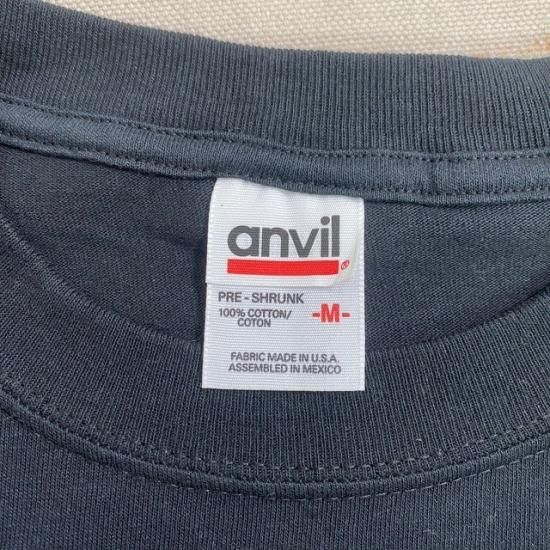 anvil
®
PRE-SHRUNK
100% COTTON/
COTON
-M-
FABRIC MADE IN U.S.A.
ASSEMBLED IN MEXICO